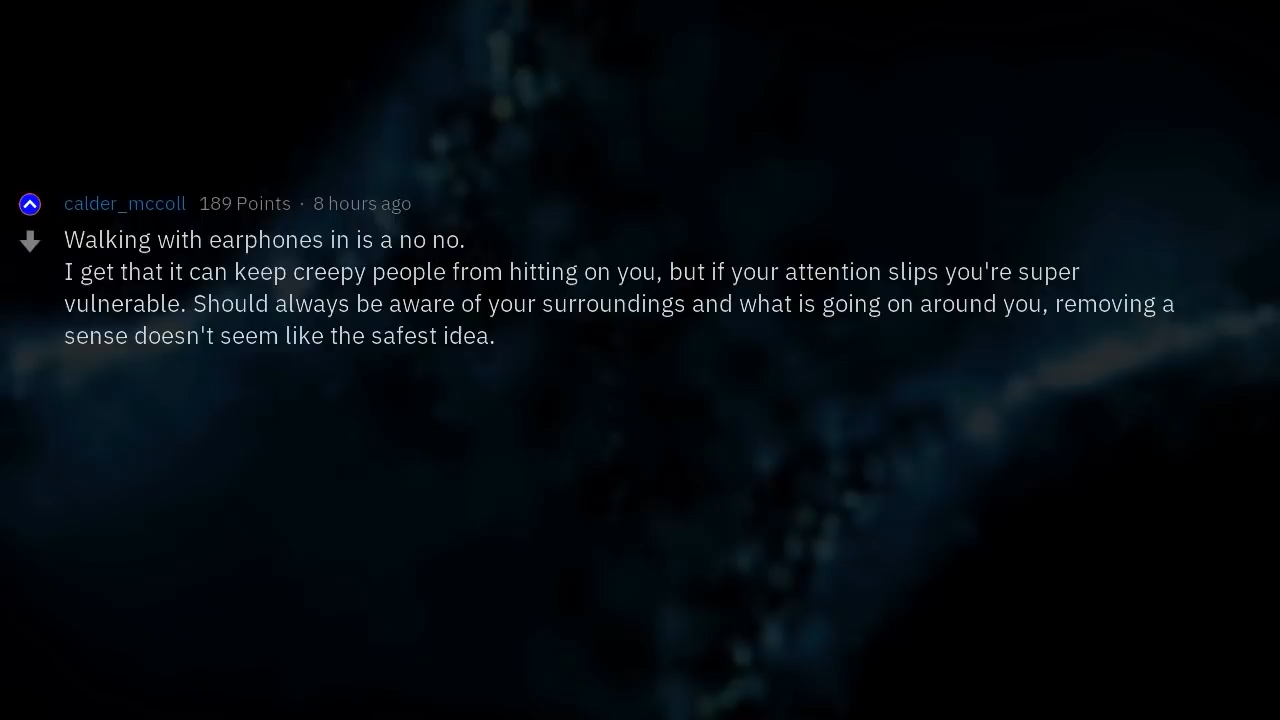 calder_mccoll 189 Points · 8 hours ago
Walking with earphones in is a no no.
I get that it can keep creepy people from hitting on you, but if your attention slips you're super
vulnerable. Should always be aware of your surroundings and what is going on around you, removing a
sense doesn't seem like the safest idea.